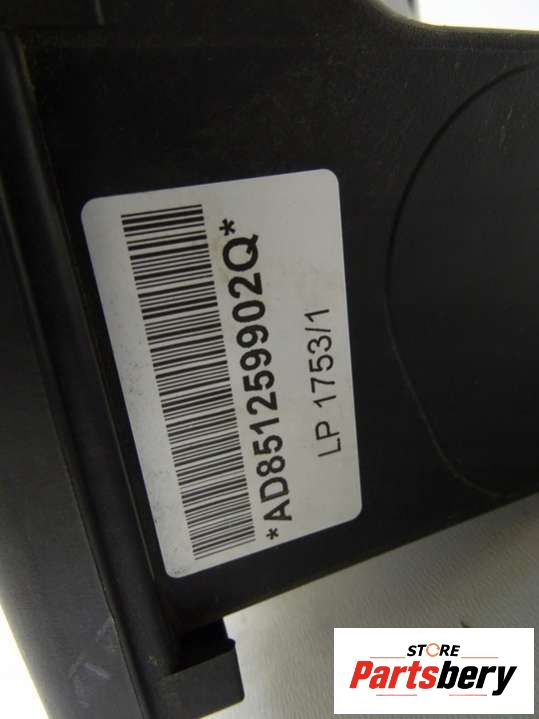 *AD851259902Q*
LP 1753/1
STORE
Partsbery